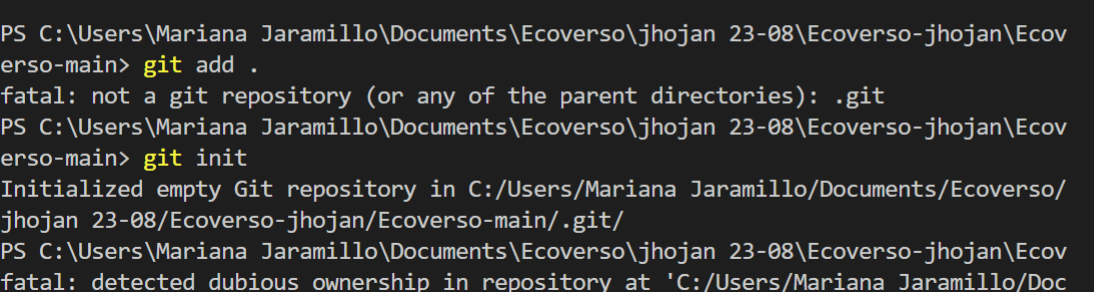 PS C:\Users\Mariana Jaramillo\Documents\Ecoverso\jhojan 23-08\Ecoverso-jhojan\Ecov
erso-main> git add .
fatal: not a git repository (or any of the parent directories): .git
PS C:\Users\Mariana Jaramillo\Documents\Ecoverso\jhojan 23-08\Ecoverso-jhojan\Ecov
erso-main> git init
Initialized empty Git repository in C:/Users/Mariana Jaramillo/Documents/Ecoverso/
jhojan 23-08/Ecoverso-jhojan/Ecoverso-main/.git/
PS C:\Users\Mariana Jaramillo\Documents\Ecoverso\jhojan 23-08\Ecoverso-jhojan\Ecov
fatal: detected dubious ownership in repository at 'C:/Users/Mariana Jaramillo/Doc